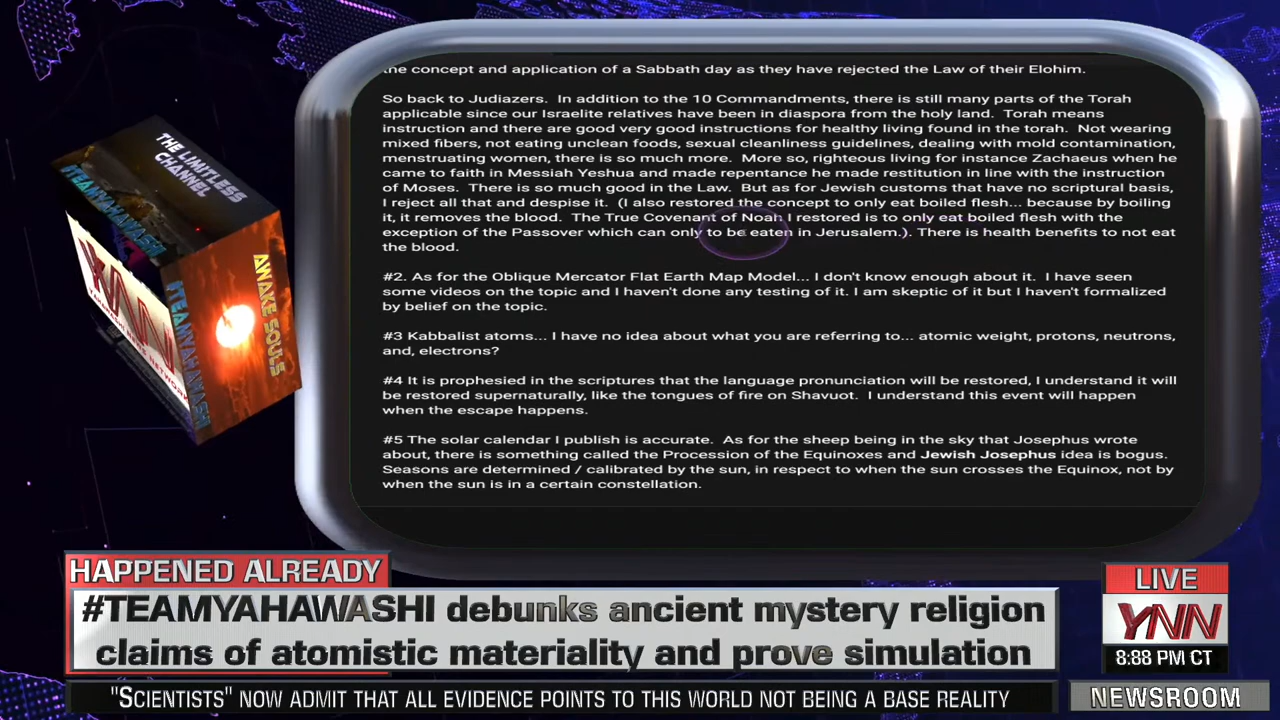 the concept and application of a Sabbath day as they have rejected the Law of their Elohim.
So back to Judiazers. In addition to the 10 Commandments, there is still many parts of the Torah
applicable since our Israelite relatives have been in diaspora from the holy land. Torah means
instruction and there are good very good instructions for healthy living found in the torah. Not wearing
mixed fibers, not eating unclean foods, sexual cleanliness guidelines, dealing with mold contamination,
menstruating women, there is so much more. More so, righteous living for instance Zachaeus when he
came to faith in Messiah Yeshua and made repentance he made restitution in line with the instruction
of Moses. There is so much good in the Law. But as for Jewish customs that have no scriptural basis,
I reject all that and despise it. (I also restored the concept to only eat boiled flesh... because by boiling
it, it removes the blood. The True Covenant of Noah I restored is to only eat boiled flesh with the
exception of the Passover which can only to be eaten in Jerusalem.). There is health benefits to not eat
the blood.
#2. As for the Oblique Mercator Flat Earth Map Model... I don't know enough about it. I have seen
some videos on the topic and I haven't done any testing of it. I am skeptic of it but I haven't formalized
by belief on the topic.
#3 Kabbalist atoms... I have no idea about what you are referring to... atomic weight, protons, neutrons,
and, electrons?
#4 It is prophesied in the scriptures that the language pronunciation will be restored, I understand it will
be restored supernaturally, like the tongues of fire on Shavuot. I understand this event will happen
when the escape happens.
#5 The solar calendar I publish is accurate. As for the sheep being in the sky that Josephus wrote
about, there is something called the Procession of the Equinoxes and Jewish Josephus idea is bogus.
Seasons are determined / calibrated by the sun, in respect to when the sun crosses the Equinox, not by
when the sun is in a certain constellation.
THE LIMITLESS
CHANNEL
#TEAMYAHAWASHI
YNN
AWAKE SOULS
#TEAMYAHAWASHI
HAPPENED ALREADY
#TEAMYAHAWASHI debunks ancient mystery religion
claims of atomistic materiality and prove simulation
LIVE
YNN
8:88 PM CT
"SCIENTISTS" NOW ADMIT THAT ALL EVIDENCE POINTS TO THIS WORLD NOT BEING A BASE REALITY
NEWSROOM